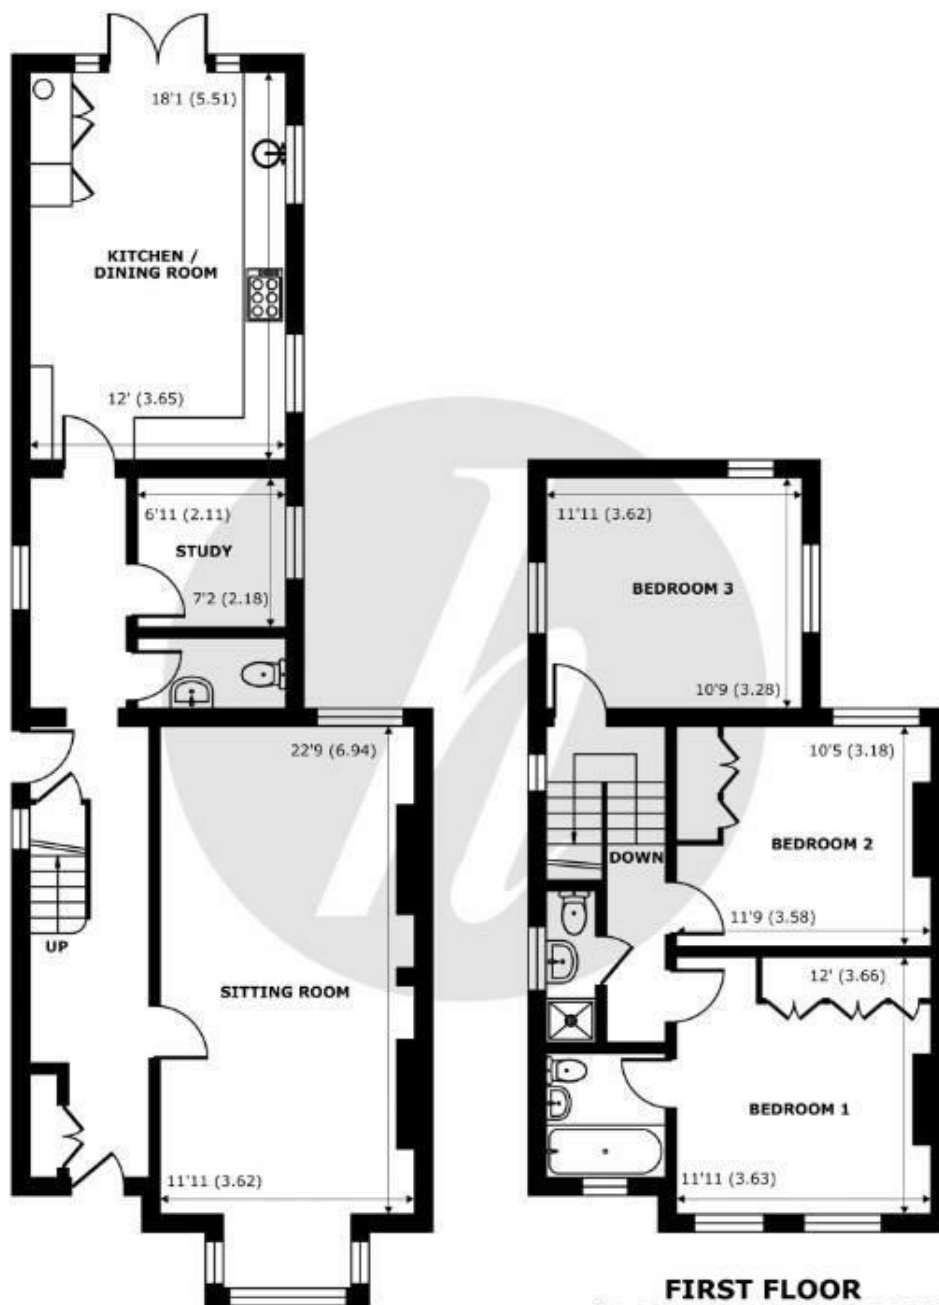 18'1 (5.51)
KITCHEN /
DINING ROOM
12' (3.65)
6'11 (2.11)
STUDY
7'2 (2.18)
22'9 (6.94)
UP
SITTING ROOM
11'11 (3.62)
11'11 (3.62)
BEDROOM 3
10'9 (3.28)
10'5 (3.18)
DOWN
BEDROOM 2
11'9 (3.58)
12' (3.66)
BEDROOM 1
11'11 (3.63)
FIRST FLOOR
h